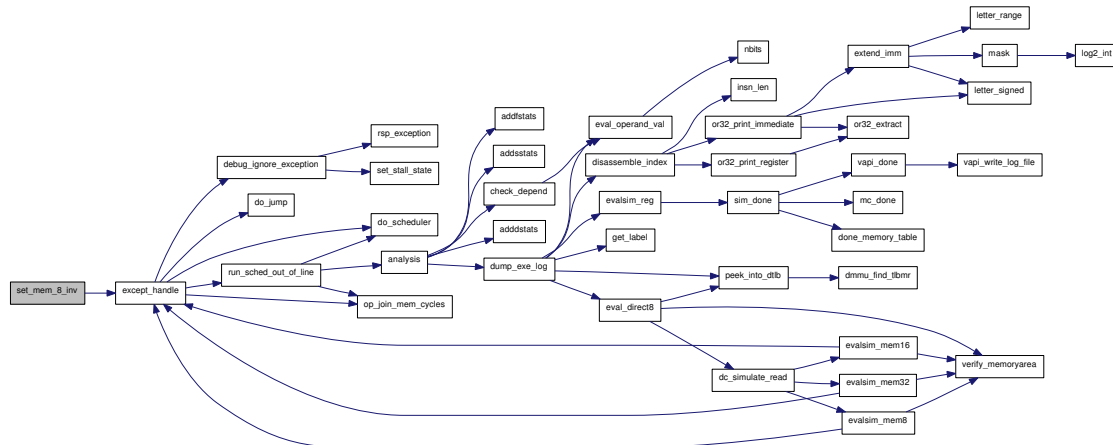 set_mem_8_inv
except_handle
debug_ignore_exception
do_jump
run_sched_out_of_line
rsp_exception
set_stall_state
do_scheduler
analysis
op_join_mem_cycles
addfstats
addsstats
check_depend
adddstats
dump_exe_log
eval_operand_val
disassemble_index
evalsim_reg
get_label
eval_direct8
nbits
insn_len
or32_print_immediate
or32_print_register
sim_done
peek_into_dtlb
dc_simulate_read
extend_imm
or32_extract
vapi_done
mc_done
done_memory_table
dmmu_find_tlbmr
evalsim_mem16
evalsim_mem32
evalsim_mem8
letter_range
mask
letter_signed
vapi_write_log_file
verify_memoryarea
log2_int